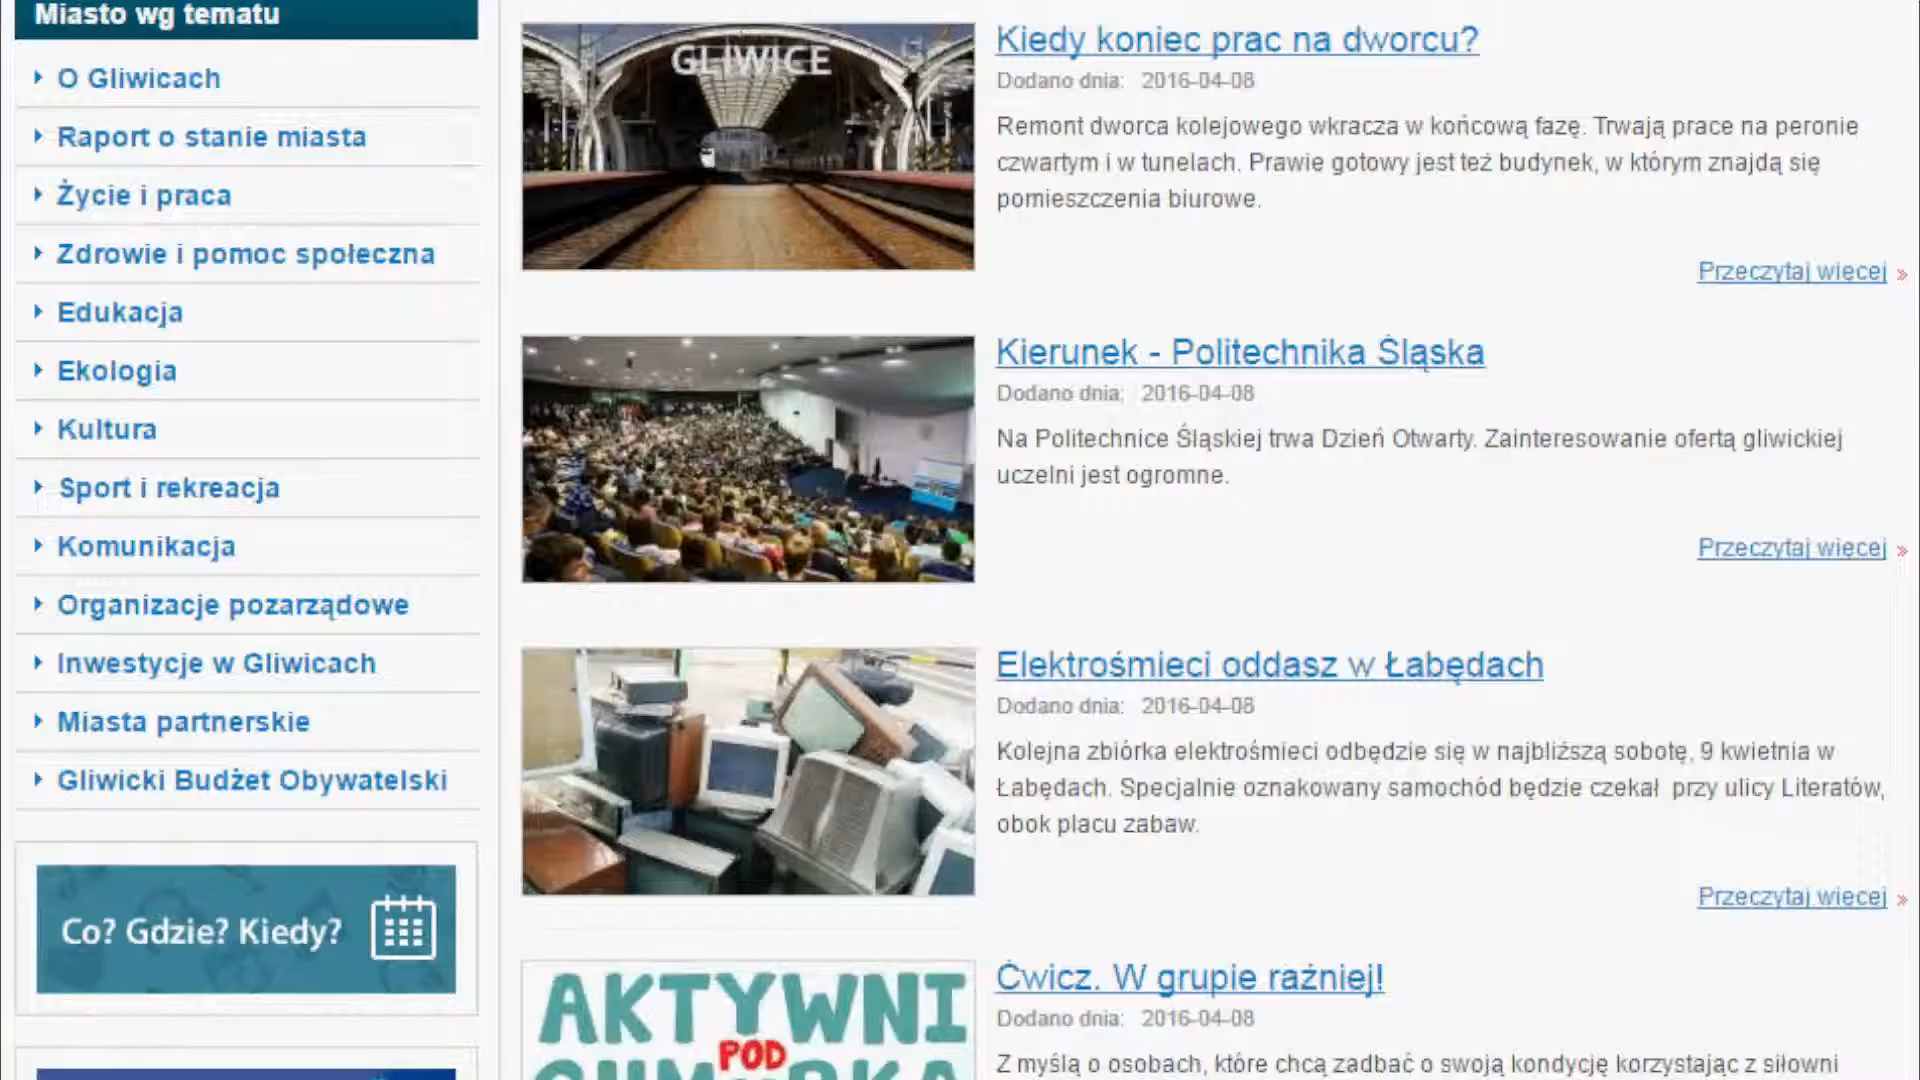 Miasto wg tematu
O Gliwicach
Raport o stanie miasta
Życie i praca
Zdrowie i pomoc społeczna
Edukacja
Ekologia
Kultura
Sport i rekreacja
Komunikacja
Organizacje pozarządowe
Inwestycje w Gliwicach
Miasta partnerskie
Gliwicki Budżet Obywatelski
Co? Gdzie? Kiedy?
GLIWICE
Kiedy koniec prac na dworcu?
Dodano dnia: 2016-04-08
Remont dworca kolejowego wkracza w końcową fazę. Trwają prace na peronie
czwartym i w tunelach. Prawie gotowy jest też budynek, w którym znajdą się
pomieszczenia biurowe.
Przeczytaj więcej »
Kierunek - Politechnika Śląska
Dodano dnia: 2016-04-08
Na Politechnice Śląskiej trwa Dzień Otwarty. Zainteresowanie ofertą gliwickiej
uczelni jest ogromne.
Przeczytaj więcej »
Elektrośmieci oddasz w Łabędach
Dodano dnia: 2016-04-08
Kolejna zbiórka elektrośmieci odbędzie się w najbliższą sobotę, 9 kwietnia w
Łabędach. Specjalnie oznakowany samochód będzie czekał przy ulicy Literatów,
obok placu zabaw.
Przeczytaj więcej »
AKTYWNI
POD
Ćwicz. W grupie raźniej!
Dodano dnia: 2016-04-08
Z myślą o osobach, które chcą zadbać o swoją kondycję korzystając z siłowni